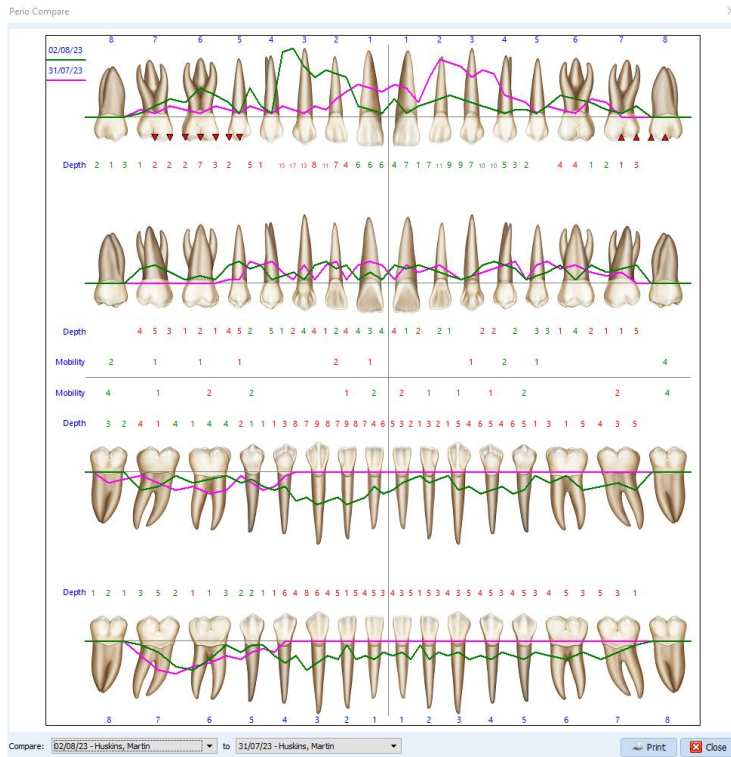 Perio Compare
8 7 6 5 4 3 2 1 1 2 3 4 5 6 7 8
02/08/23
31/07/23
Depth 2 1 3 1 2 2 2 7 3 2 5 1 15 17 13 8 11 7 4 6 6 6 4 7 1 7 11 9 9 7 10 10 5 3 2 4 4 1 2 1 3
Depth 4 5 3 1 2 1 4 5 2 5 1 2 4 4 1 2 4 4 3 4 4 1 2 2 1 2 2 2 3 3 1 4 2 1 1 5
Mobility 2 1 1 1 2 1 1 2 1 4
Mobility 4 1 2 2 1 2 2 1 1 1 2 2 4
Depth 3 2 4 1 4 1 4 4 2 1 1 1 3 8 7 9 8 7 9 8 7 4 6 5 3 2 1 3 2 1 5 4 6 5 4 6 5 1 3 1 5 4 3 5
Depth 1 2 1 3 5 2 1 1 3 2 2 1 1 6 4 8 6 4 5 1 5 4 5 3 4 3 5 1 5 3 4 3 5 4 5 3 4 5 3 4 5 3 5 3 1
8 7 6 5 4 3 2 1 1 2 3 4 5 6 7 8
Compare: 02/08/23 - Huskins, Martin to 31/07/23 - Huskins, Martin Print Close